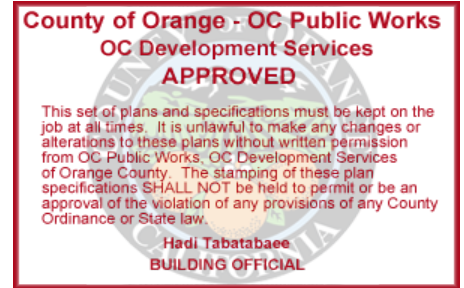 County of Orange - OC Public Works
OC Development Services
APPROVED
This set of plans and specifications must be kept on the
job at all times. It is unlawful to make any changes or
alterations to these plans without written permission
from OC Public Works, OC Development Services
of Orange County. The stamping of these plan
specifications SHALL NOT be held to permit or be an
approval of the violation of any provisions of any County
Ordinance or State law.
Hadi Tabatabaee
BUILDING OFFICIAL
COUNTY OF ORANGE
CALIFORNIA